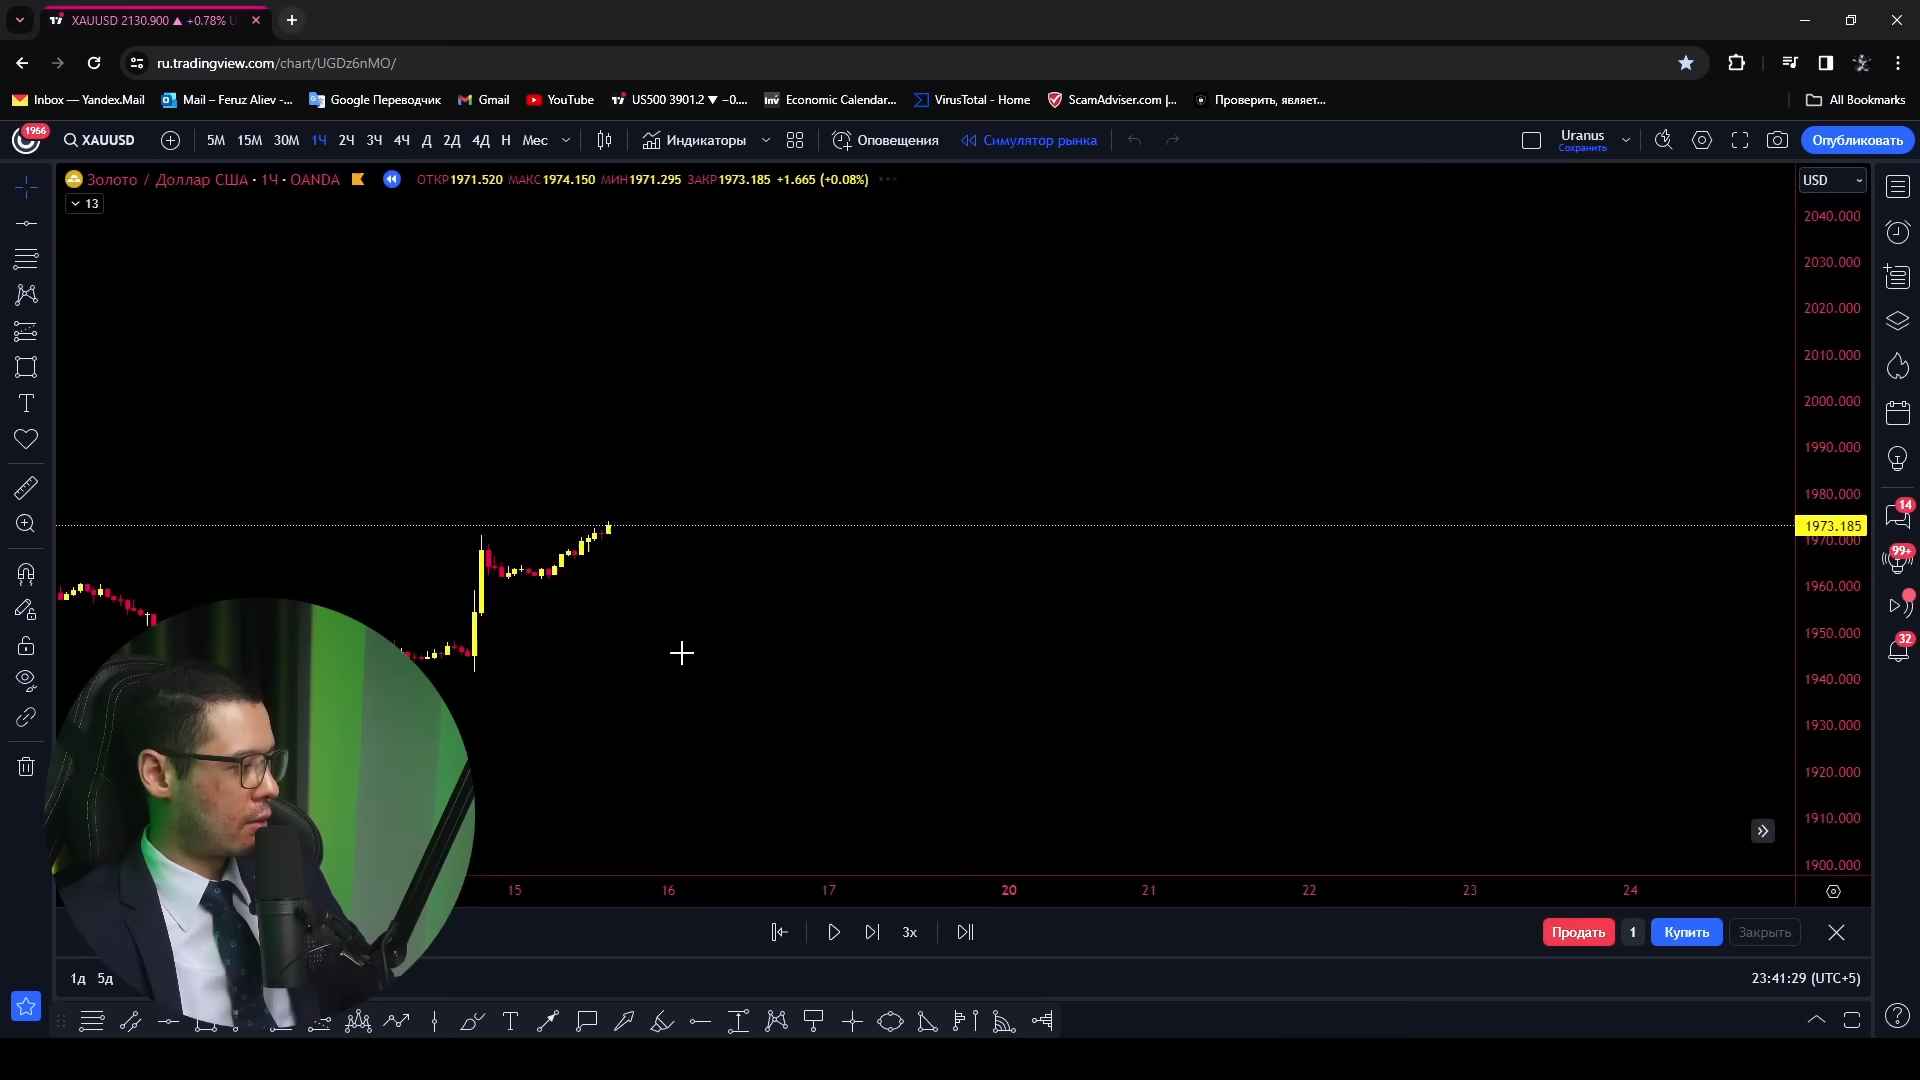 XAUUSD 2130.900 ▲ +0.78% U
ru.tradingview.com/chart/UGDz6nMO/
Inbox — Yandex.Mail
Mail – Feruz Aliev -...
Google Переводчик
Gmail
YouTube
US500 3901.2 ▼ −0....
Economic Calendar...
VirusTotal - Home
ScamAdviser.com |...
Проверить, являет...
All Bookmarks
1966
XAUUSD
5М 15М 30М 1Ч 2Ч 3Ч 4Ч Д 2Д 4Д Н Мес
Индикаторы
Оповещения
Симулятор рынка
Uranus
Сохранить
Опубликовать
Золото / Доллар США · 1Ч · OANDA
ОТКР1971.520 МАКС1974.150 МИН1971.295 ЗАКР1973.185 +1.665 (+0.08%)
13
USD
2040.000
2030.000
2020.000
2010.000
2000.000
1990.000
1980.000
1973.185
1970.000
1960.000
1950.000
1940.000
1930.000
1920.000
1910.000
1900.000
14
99+
32
15 16 17 20 21 22 23 24
3x
Продать 1 Купить Закрыть
1д 5д
23:41:29 (UTC+5)